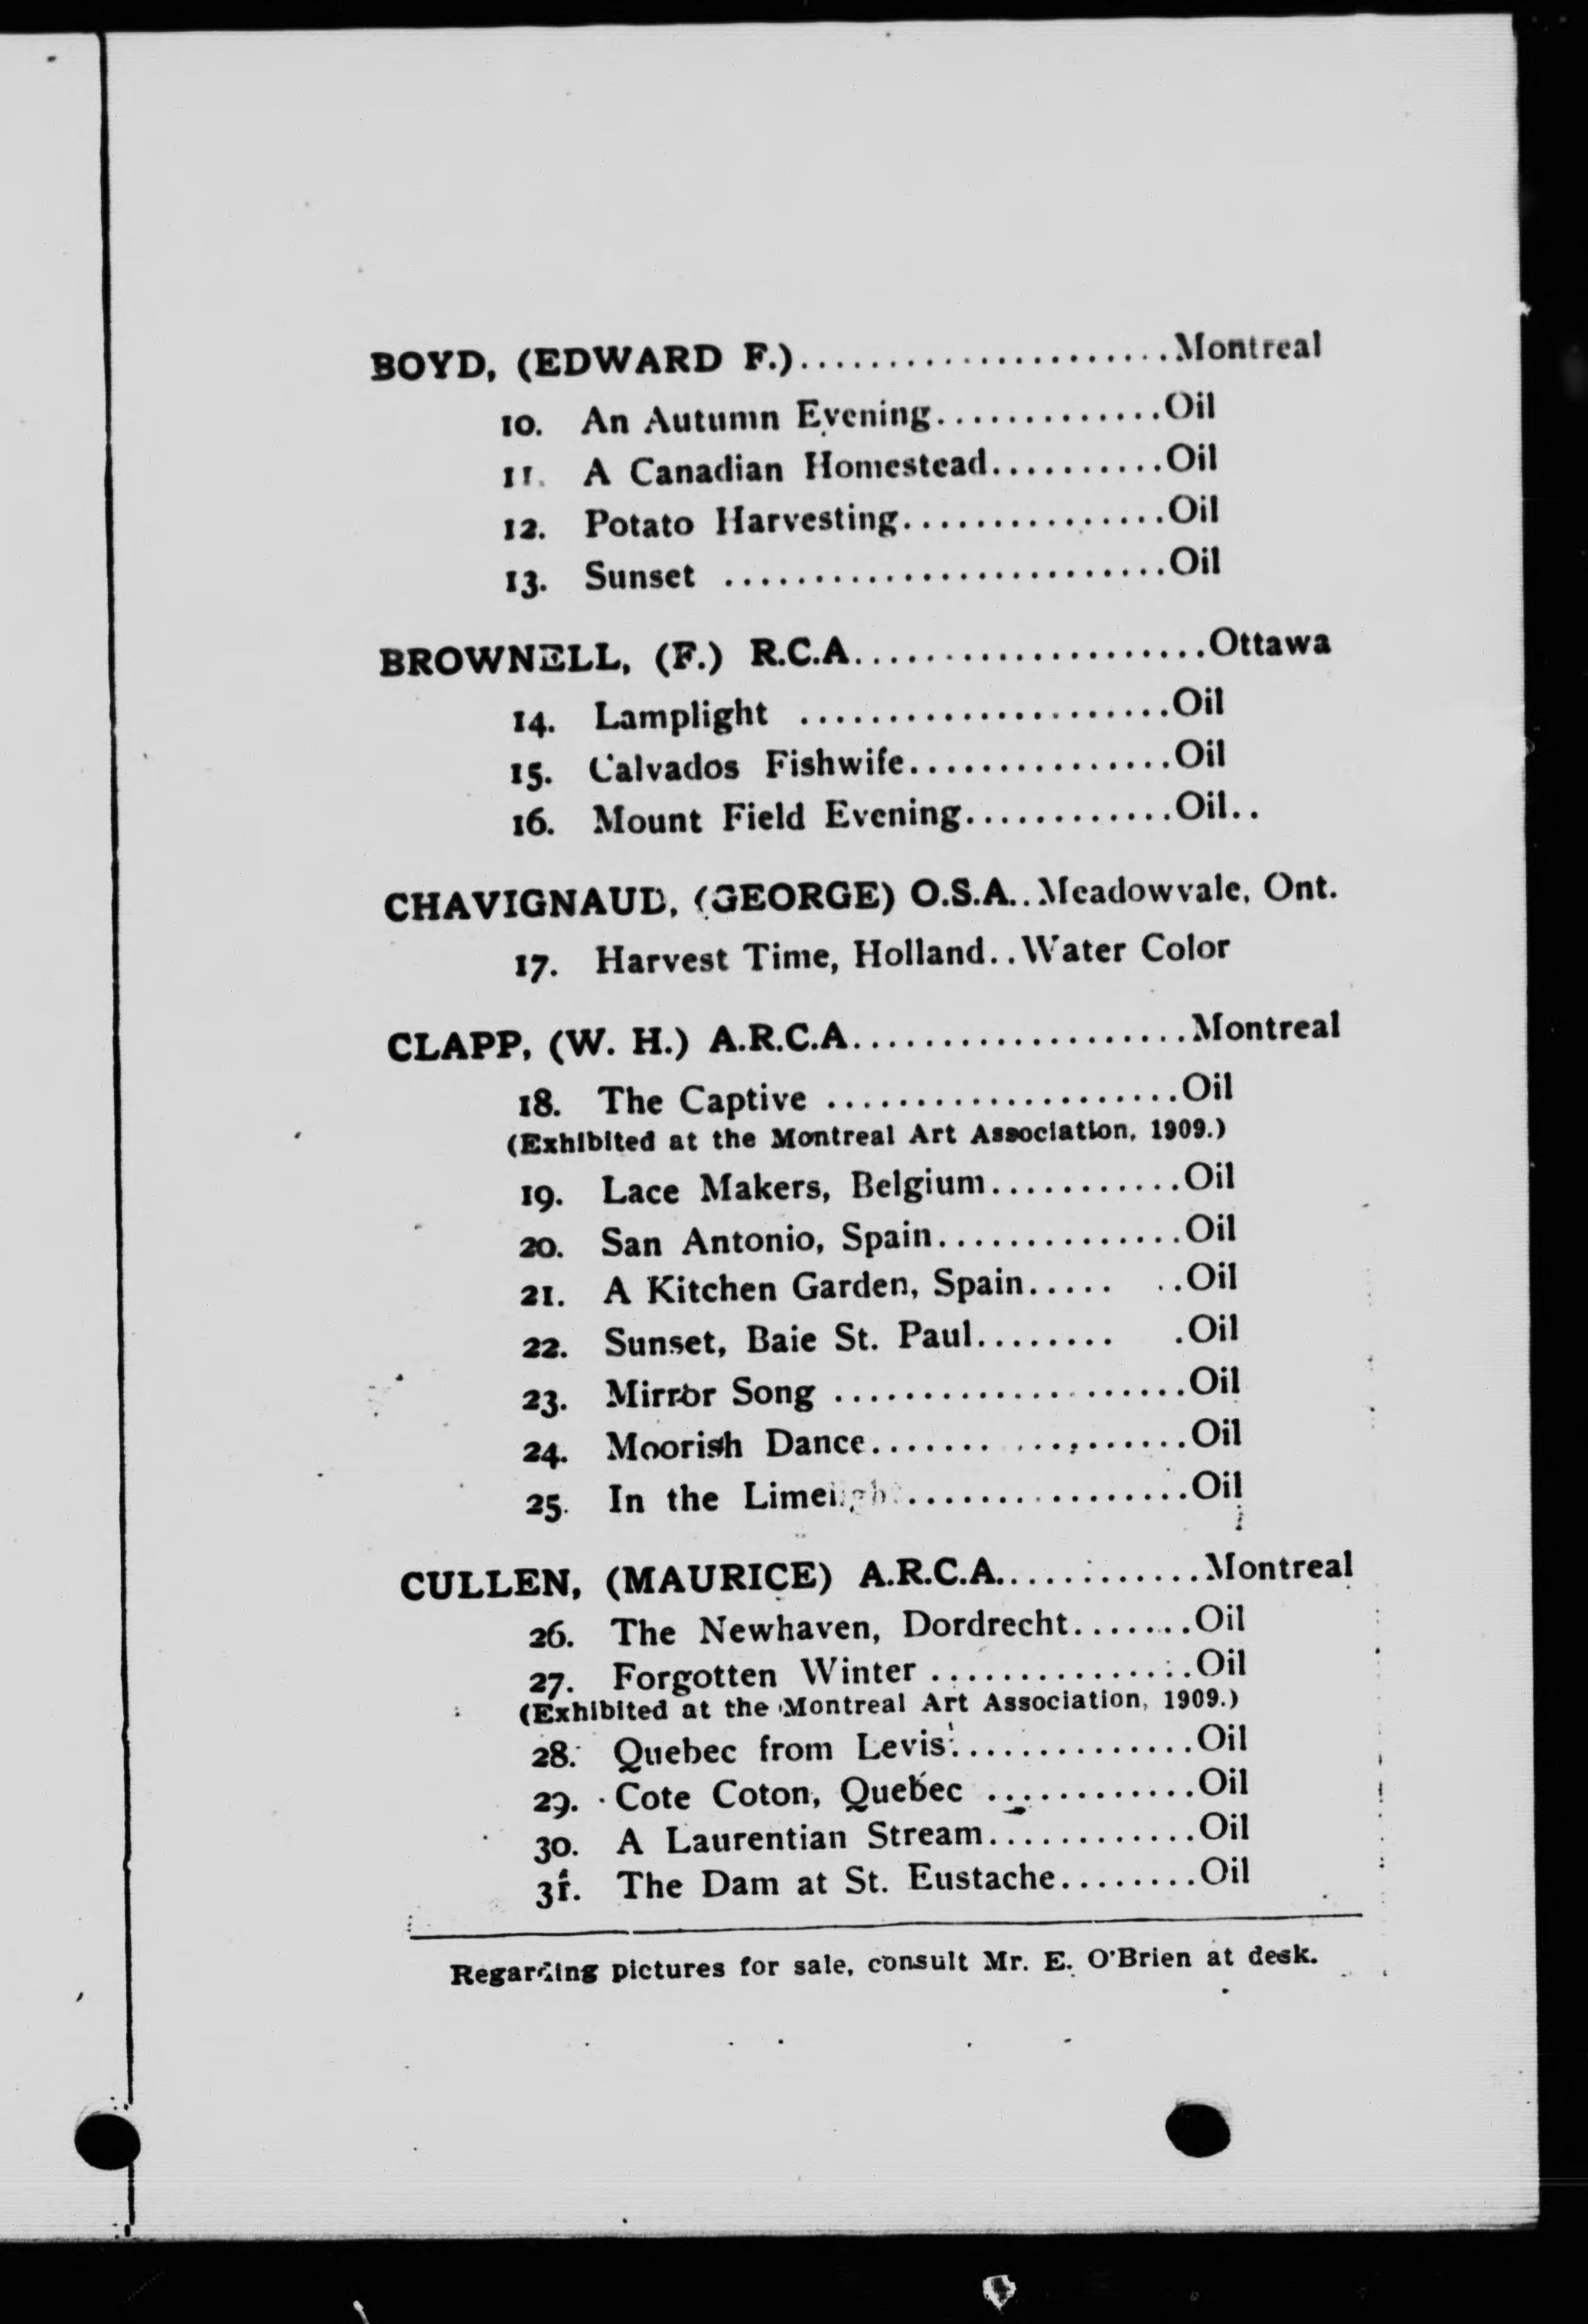 BOYD, (EDWARD F.)......................Montreal
10. An Autumn Evening.............Oil
11. A Canadian Homestead..........Oil
12. Potato Harvesting...............Oil
13. Sunset .........................Oil
BROWNELL, (F.) R.C.A.....................Ottawa
14. Lamplight .....................Oil
15. Calvados Fishwife...............Oil
16. Mount Field Evening............Oil..
CHAVIGNAUD, (GEORGE) O.S.A..Meadowvale, Ont.
17. Harvest Time, Holland..Water Color
CLAPP, (W. H.) A.R.C.A...................Montreal
18. The Captive ....................Oil
(Exhibited at the Montreal Art Association, 1909.)
19. Lace Makers, Belgium...........Oil
20. San Antonio, Spain..............Oil
21. A Kitchen Garden, Spain..... ..Oil
22. Sunset, Baie St. Paul........ .Oil
23. Mirror Song ....................Oil
24. Moorish Dance..................Oil
25. In the Limelight................Oil
CULLEN, (MAURICE) A.R.C.A............Montreal
26. The Newhaven, Dordrecht.......Oil
27. Forgotten Winter ...............Oil
(Exhibited at the Montreal Art Association, 1909.)
28. Quebec from Levis..............Oil
29. Cote Coton, Quebec ............Oil
30. A Laurentian Stream............Oil
31. The Dam at St. Eustache........Oil
Regarding pictures for sale, consult Mr. E. O'Brien at desk.